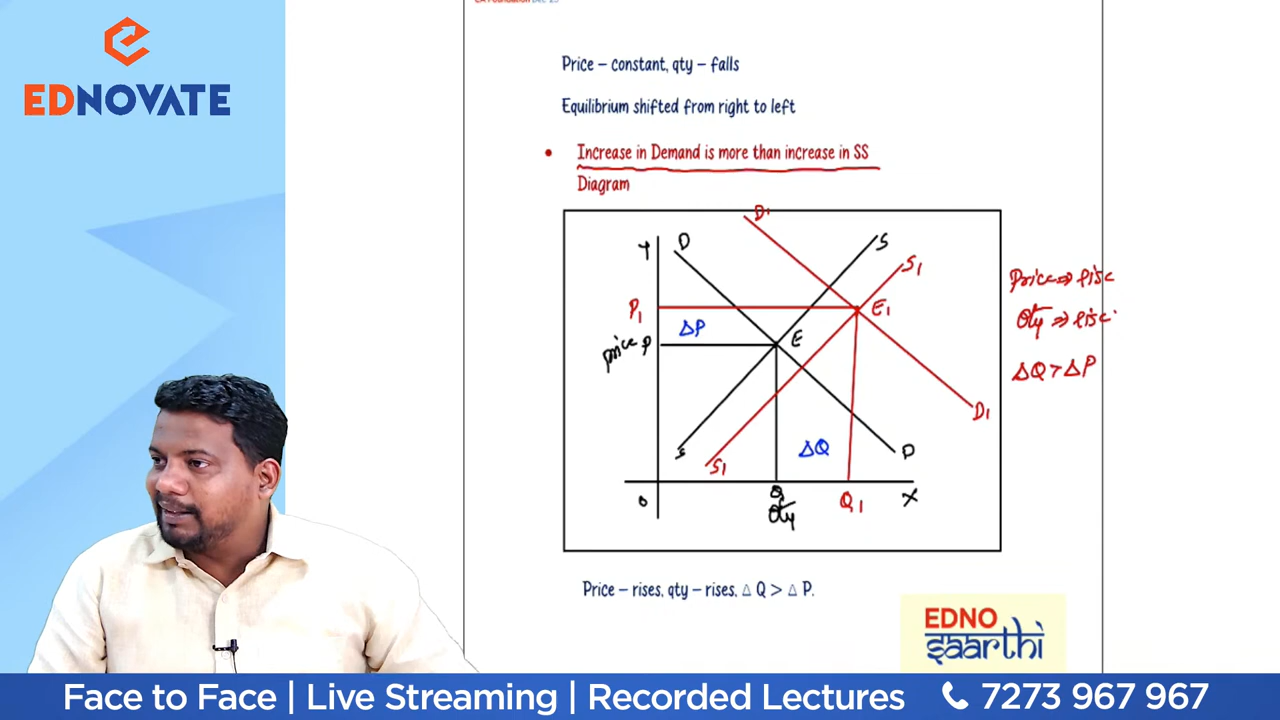 EDNOVATE
Price – constant, qty – falls
Equilibrium shifted from right to left
• Increase in Demand is more than increase in SS
Diagram
D1
Y
D
S
S1
P1
ΔP
E1
Price P
E
D1
ΔQ
S
S1
D
O
Q
Qty
Q1
X
Price ⇒ rise
Qty ⇒ rise
ΔQ > ΔP
Price – rises, qty – rises, Δ Q > Δ P.
EDNO
saarthi
Face to Face | Live Streaming | Recorded Lectures 7273 967 967